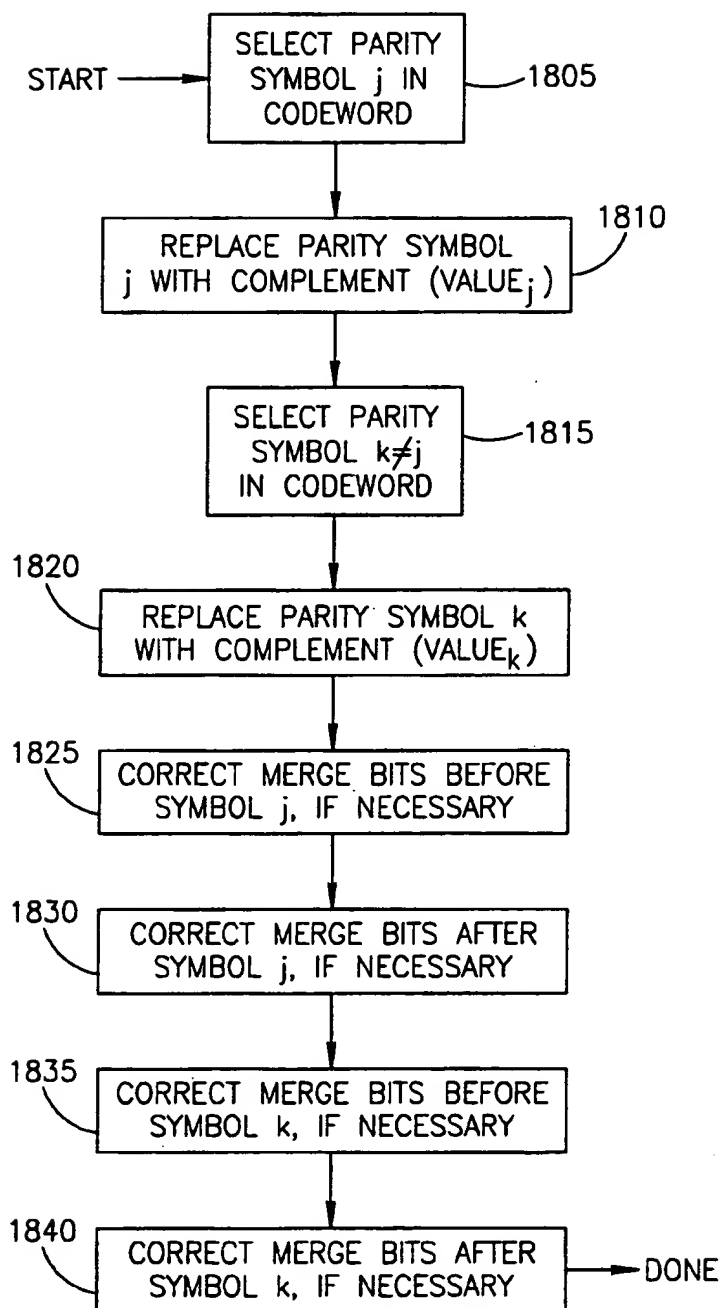 START
SELECT PARITY
SYMBOL j IN
CODEWORD
1805
REPLACE PARITY SYMBOL
j WITH COMPLEMENT (VALUEj)
1810
SELECT PARITY
SYMBOL k≠j
IN CODEWORD
1815
1820
REPLACE PARITY SYMBOL k
WITH COMPLEMENT (VALUEk)
1825
CORRECT MERGE BITS BEFORE
SYMBOL j, IF NECESSARY
1830
CORRECT MERGE BITS AFTER
SYMBOL j, IF NECESSARY
1835
CORRECT MERGE BITS BEFORE
SYMBOL k, IF NECESSARY
1840
CORRECT MERGE BITS AFTER
SYMBOL k, IF NECESSARY
DONE